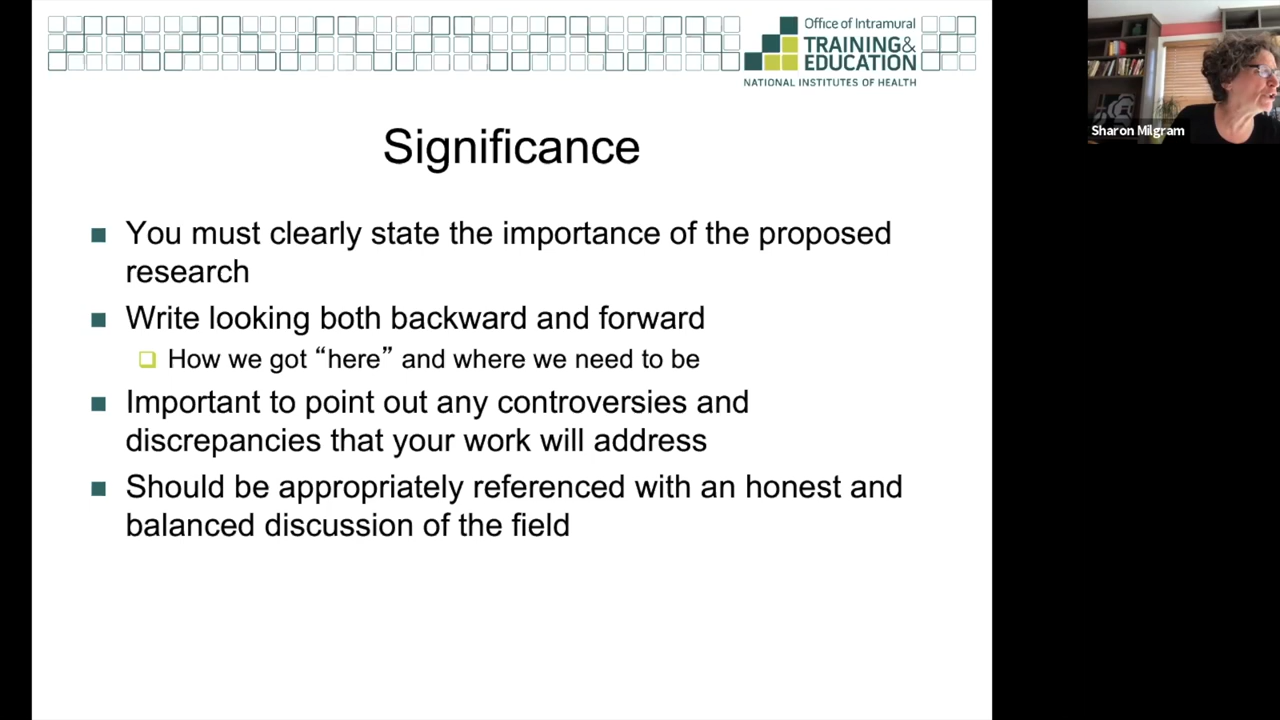 Office of Intramural
TRAINING&
EDUCATION
NATIONAL INSTITUTES OF HEALTH
Sharon Milgram
Significance
You must clearly state the importance of the proposed
research
Write looking both backward and forward
How we got “here” and where we need to be
Important to point out any controversies and
discrepancies that your work will address
Should be appropriately referenced with an honest and
balanced discussion of the field